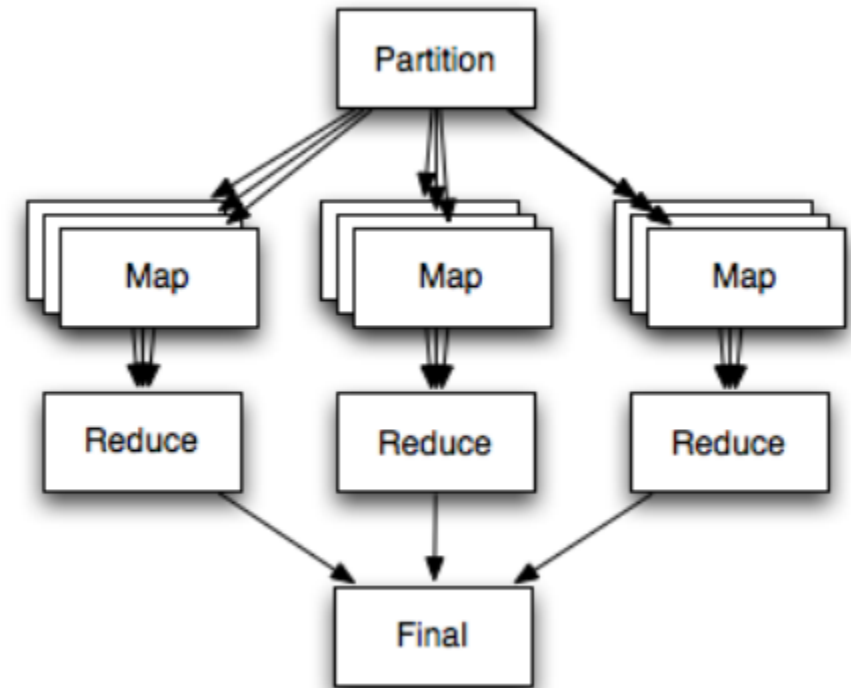 Partition
Map
Map
Map
Reduce
Reduce
Reduce
Final